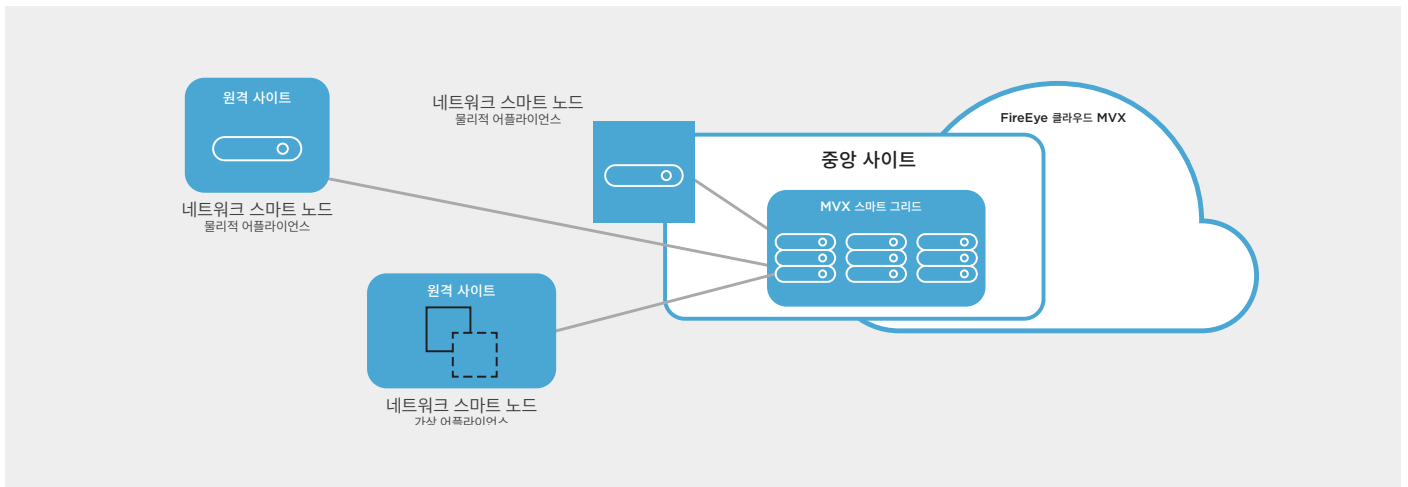 원격 사이트
네트워크 스마트 노드
물리적 어플라이언스
네트워크 스마트 노드
물리적 어플라이언스
FireEye 클라우드 MVX
중앙 사이트
MVX 스마트 그리드
원격 사이트
네트워크 스마트 노드
가상 어플라이언스